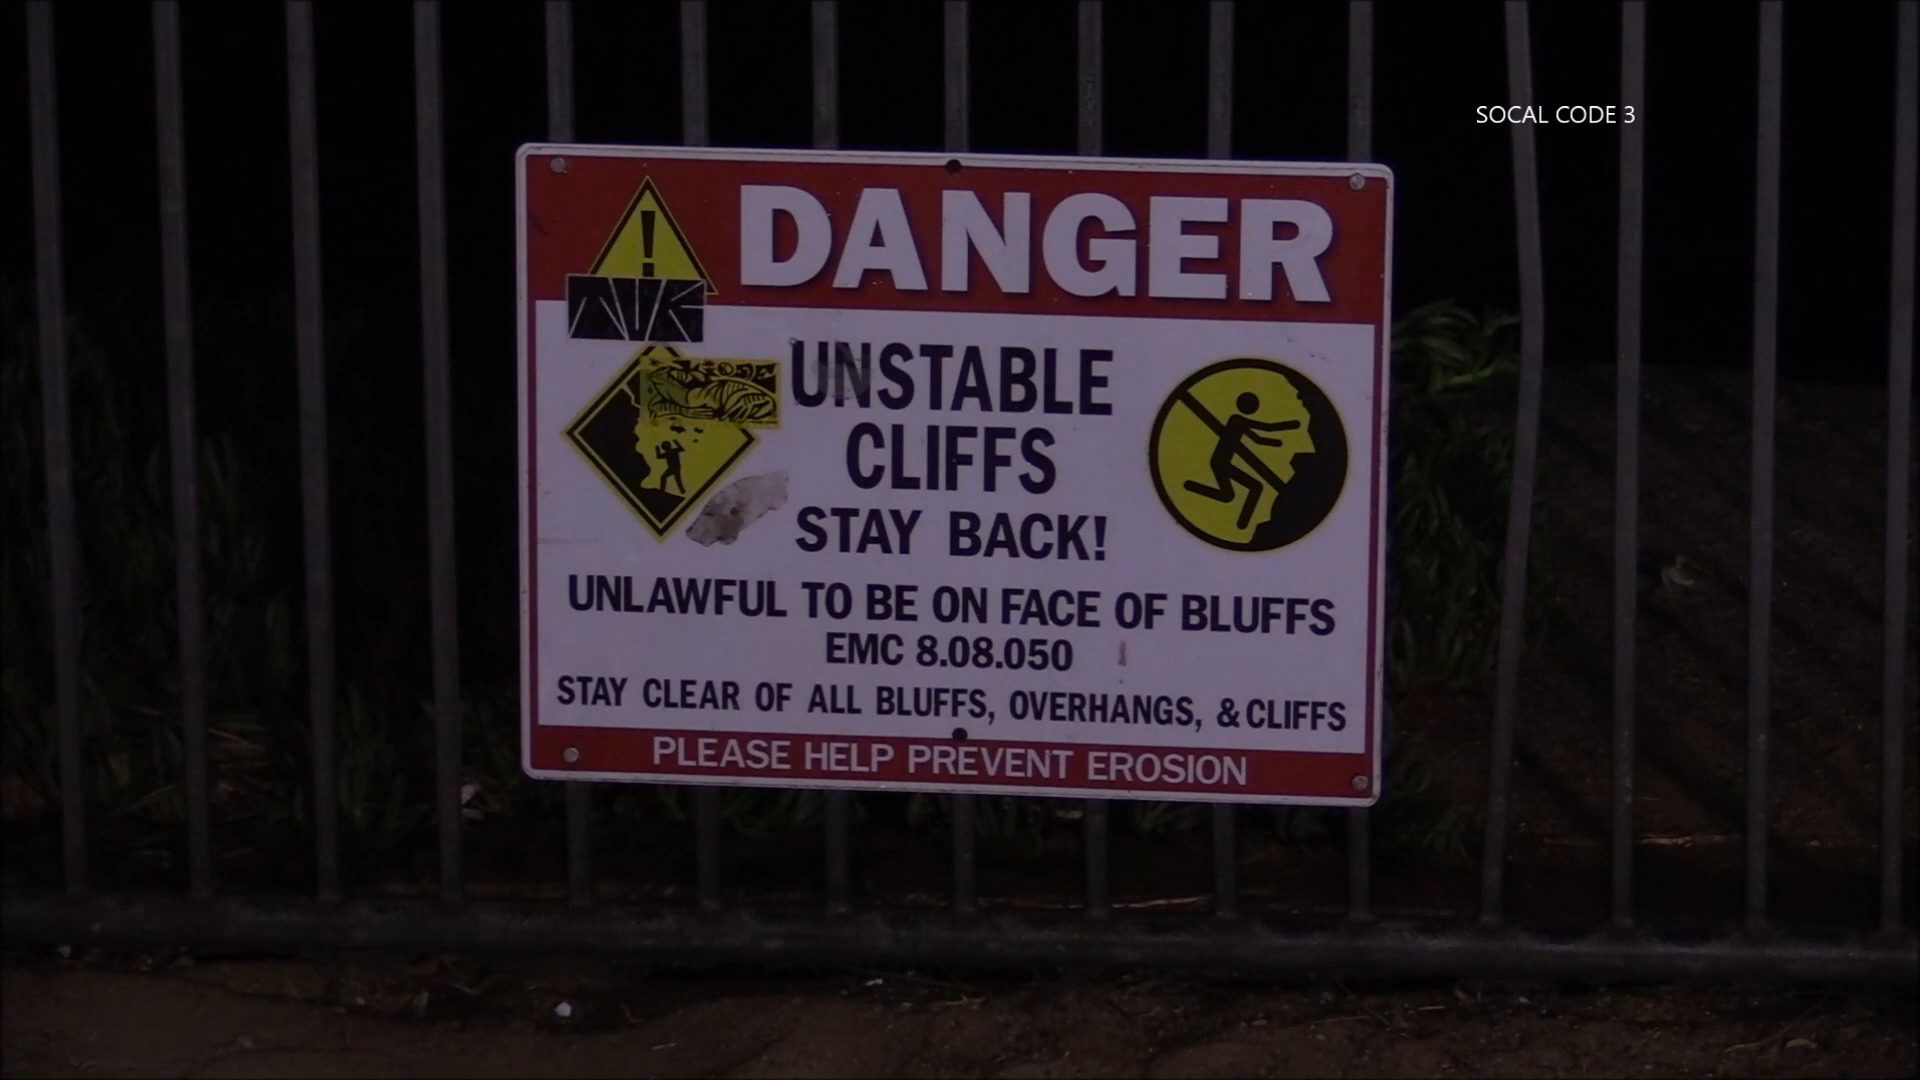 SOCAL CODE 3
DANGER
UNSTABLE
CLIFFS
STAY BACK!
UNLAWFUL TO BE ON FACE OF BLUFFS
EMC 8.08.050
STAY CLEAR OF ALL BLUFFS, OVERHANGS, & CLIFFS
PLEASE HELP PREVENT EROSION